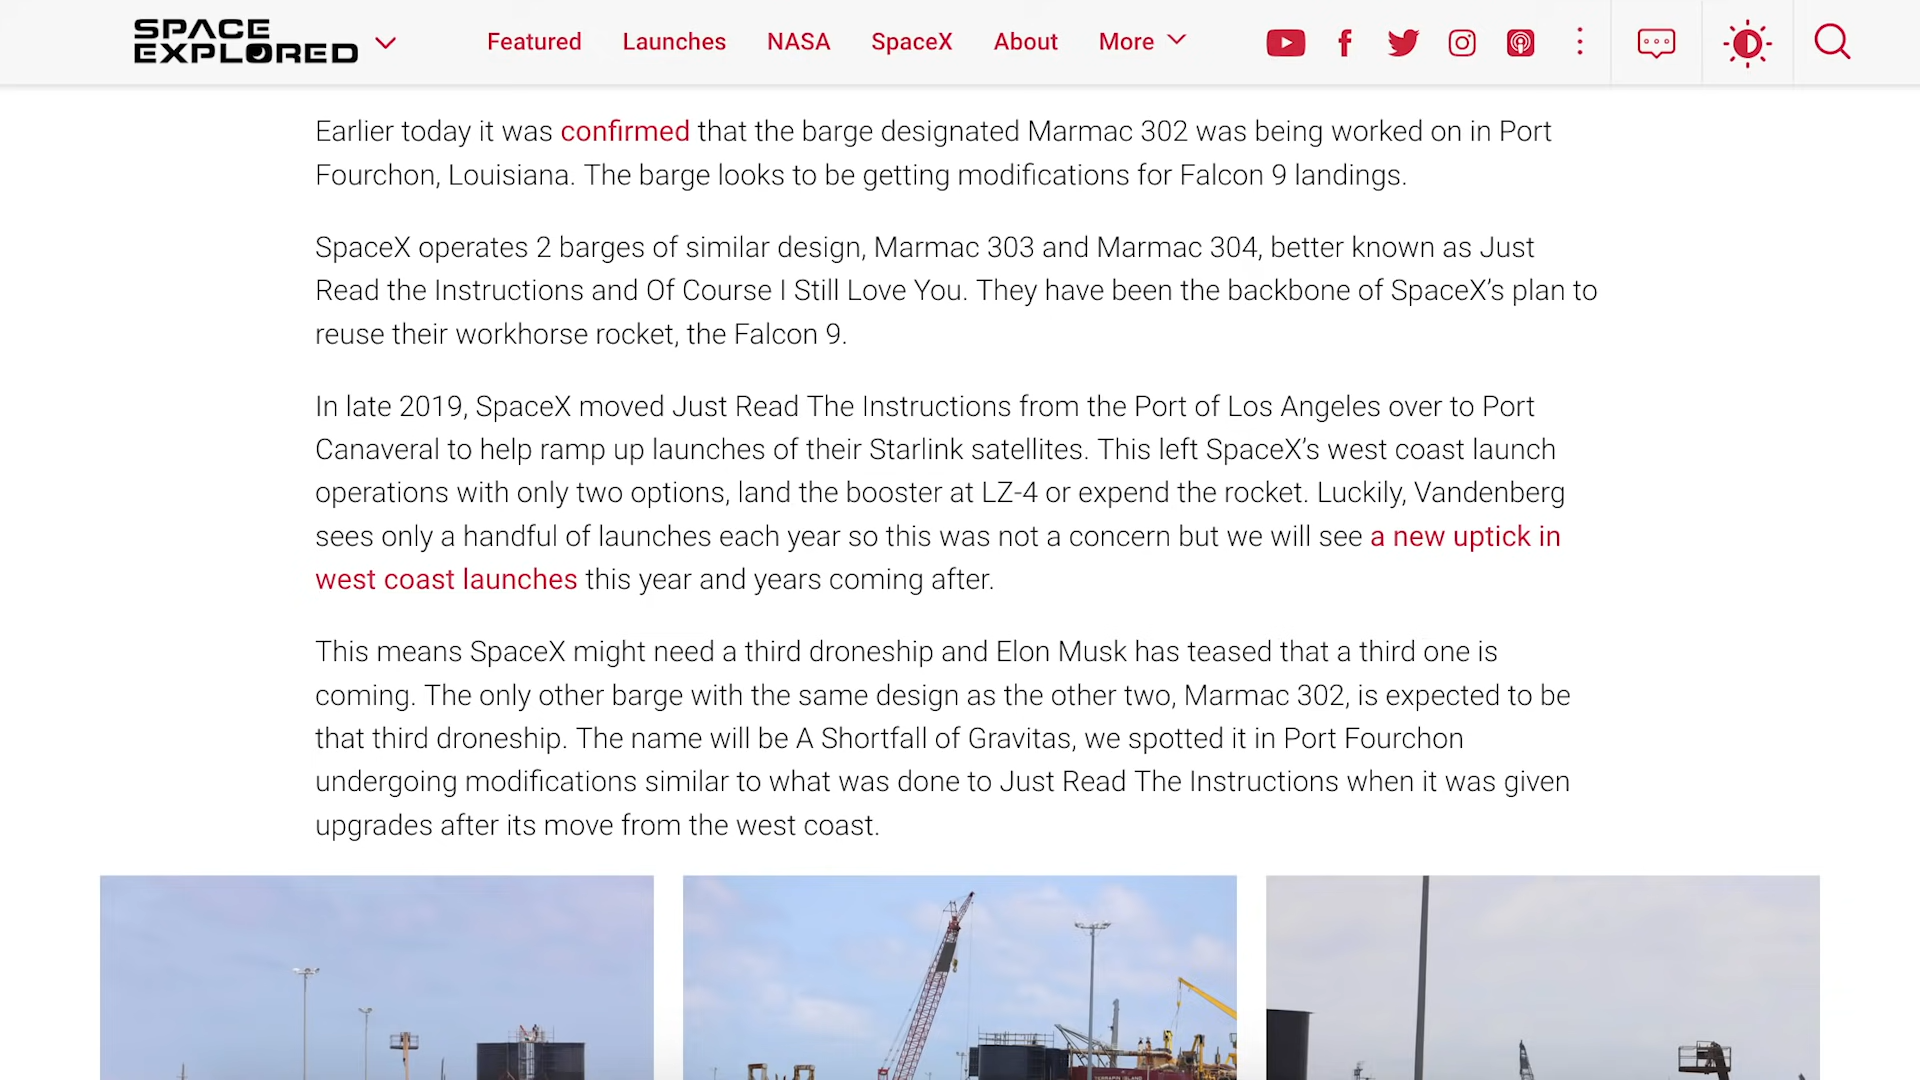 SPACE
EXPLORED
Featured
Launches
NASA
SpaceX
About
More
Earlier today it was confirmed that the barge designated Marmac 302 was being worked on in Port
Fourchon, Louisiana. The barge looks to be getting modifications for Falcon 9 landings.
SpaceX operates 2 barges of similar design, Marmac 303 and Marmac 304, better known as Just
Read the Instructions and Of Course I Still Love You. They have been the backbone of SpaceX’s plan to
reuse their workhorse rocket, the Falcon 9.
In late 2019, SpaceX moved Just Read The Instructions from the Port of Los Angeles over to Port
Canaveral to help ramp up launches of their Starlink satellites. This left SpaceX’s west coast launch
operations with only two options, land the booster at LZ-4 or expend the rocket. Luckily, Vandenberg
sees only a handful of launches each year so this was not a concern but we will see a new uptick in
west coast launches this year and years coming after.
This means SpaceX might need a third droneship and Elon Musk has teased that a third one is
coming. The only other barge with the same design as the other two, Marmac 302, is expected to be
that third droneship. The name will be A Shortfall of Gravitas, we spotted it in Port Fourchon
undergoing modifications similar to what was done to Just Read The Instructions when it was given
upgrades after its move from the west coast.
TERRAPIN ISLAND